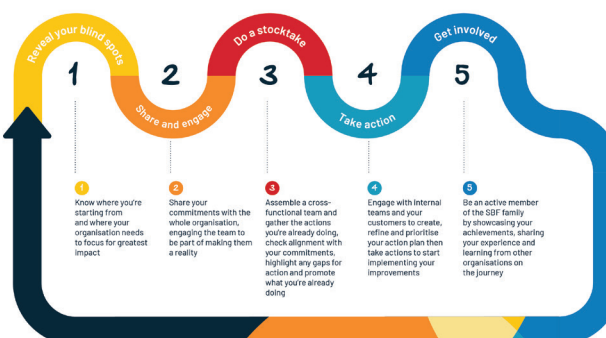 Reveal your blind spots
Share and engage
Do a stocktake
Take action
Get involved
1
2
3
4
5
1
Know where you're
starting from
and where your
organisation needs
to focus for greatest
impact
2
Share your
commitments with the
whole organisation,
engaging the team to
be part of making them
a reality
3
Assemble a cross-
functional team and
gather the actions
you're already doing,
check alignment with
your commitments,
highlight any gaps for
action and promote
what you're already
doing
4
Engage with internal
teams and your
customers to create,
refine and prioritise
your action plan then
take actions to start
implementing your
improvements
5
Be an active member
of the SBF family
by showcasing your
achievements, sharing
your experience and
learning from other
organisations on
the journey